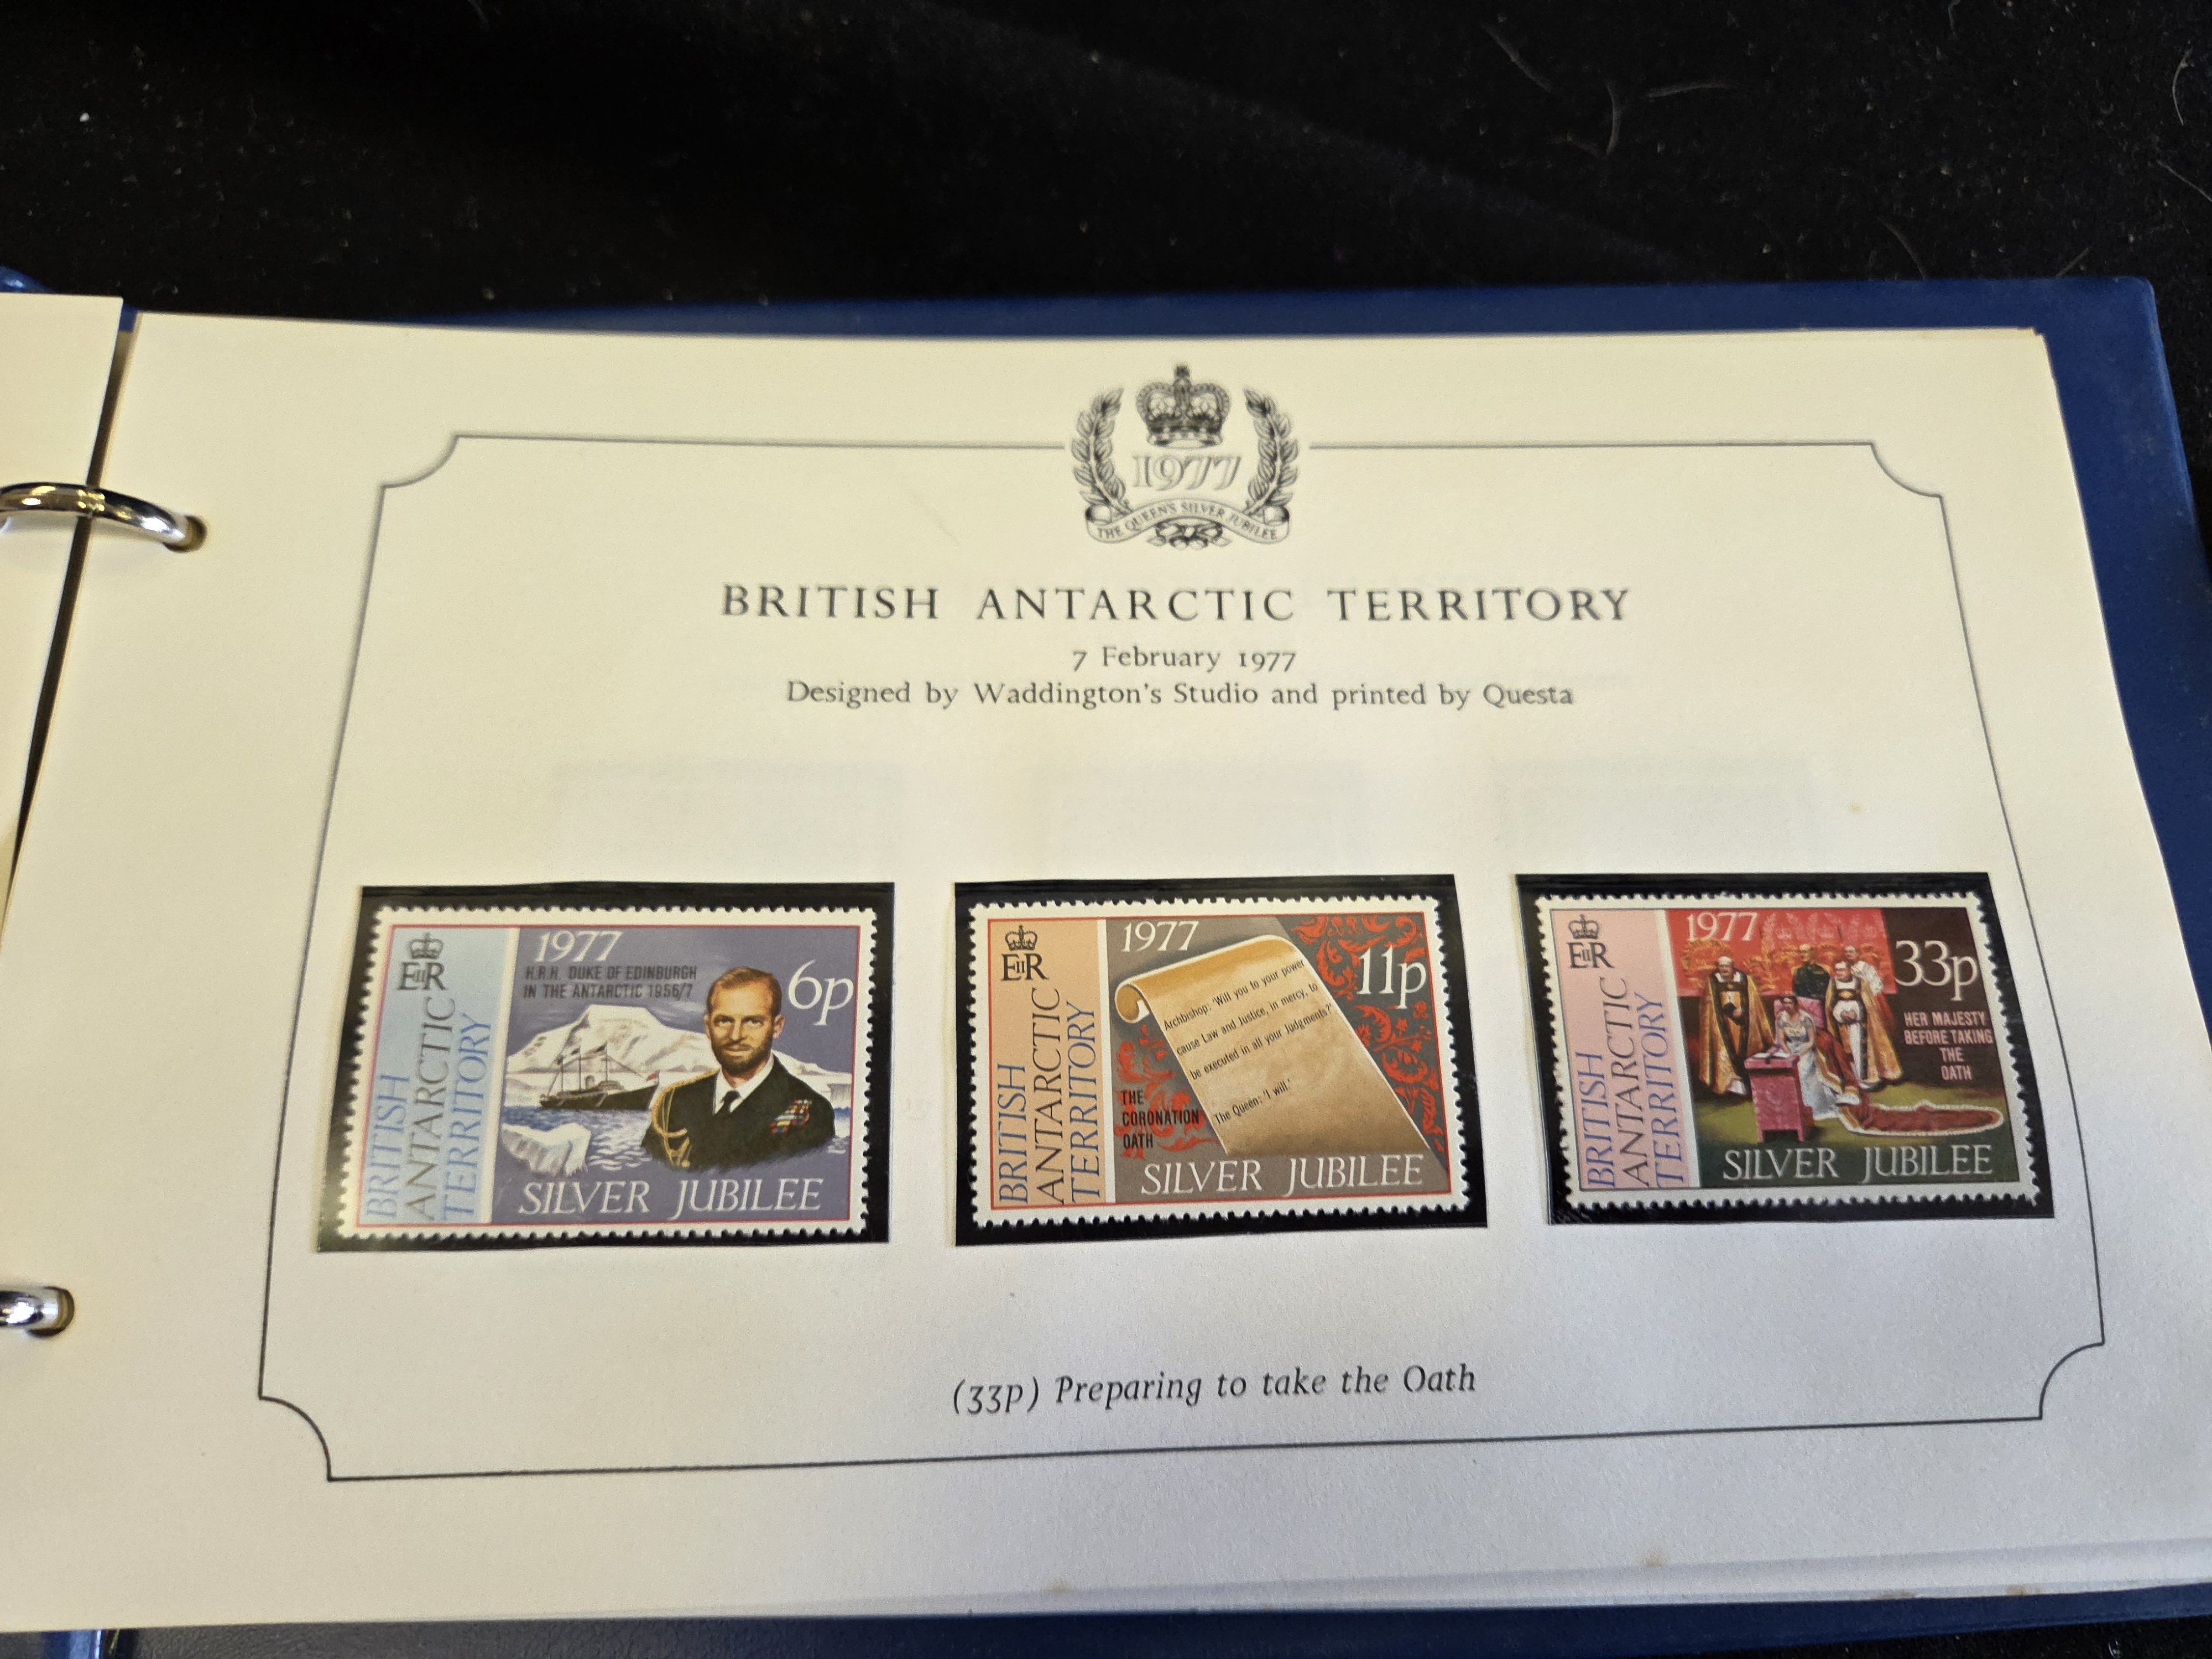 1977
THE QUEEN'S SILVER JUBILEE
BRITISH ANTARCTIC TERRITORY
7 February 1977
Designed by Waddington's Studio and printed by Questa
EIIR
BRITISH
ANTARCTIC
TERRITORY
1977
H.R.H. DUKE OF EDINBURGH
IN THE ANTARCTIC 1956/7
6p
SILVER JUBILEE
EIIR
BRITISH
ANTARCTIC
TERRITORY
1977
11p
Archbishop: 'Will you to your power
cause Law and Justice, in mercy, to
be executed in all your Judgments?'
The Queen: 'I will.'
THE
CORONATION
OATH
SILVER JUBILEE
EIIR
BRITISH
ANTARCTIC
TERRITORY
1977
33p
HER MAJESTY
BEFORE TAKING
THE
OATH
SILVER JUBILEE
(33p) Preparing to take the Oath